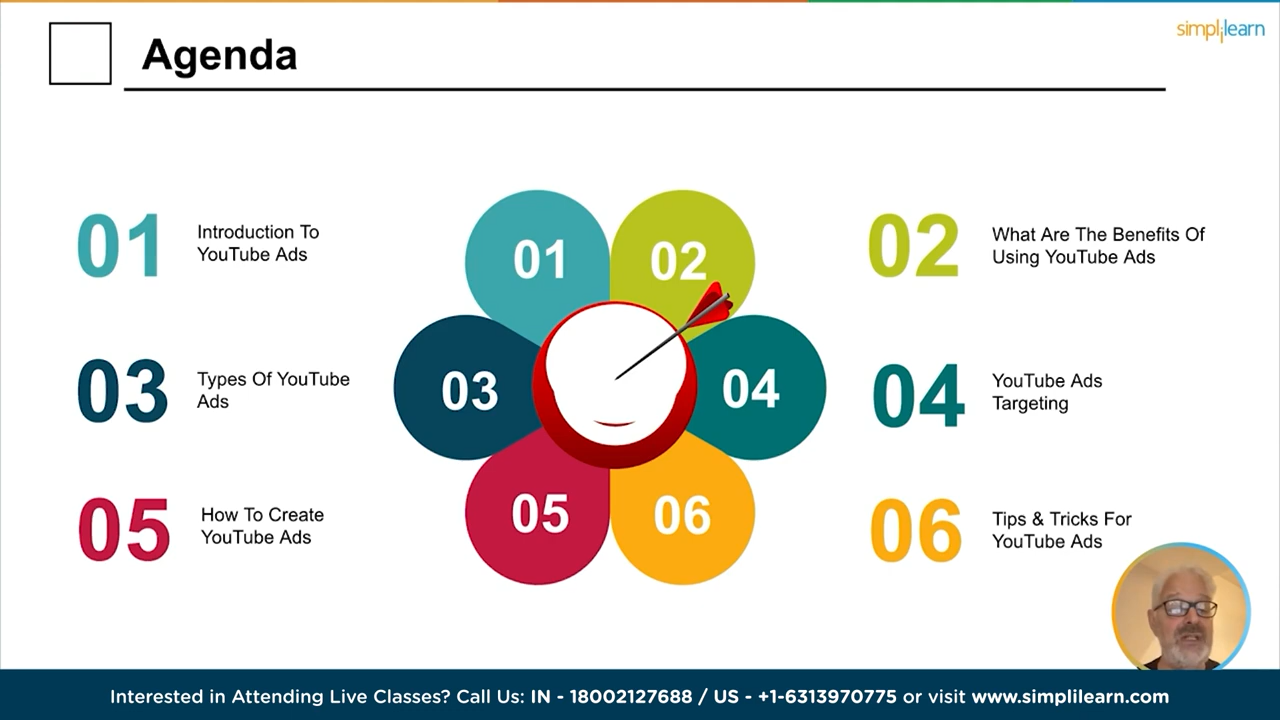 simplilearn
Agenda
01
Introduction To
YouTube Ads
02
What Are The Benefits Of
Using YouTube Ads
03
Types Of YouTube
Ads
04
YouTube Ads
Targeting
05
How To Create
YouTube Ads
06
Tips & Tricks For
YouTube Ads
01
02
03
04
05
06
Interested in Attending Live Classes? Call Us: IN - 18002127688 / US - +1-6313970775 or visit www.simplilearn.com